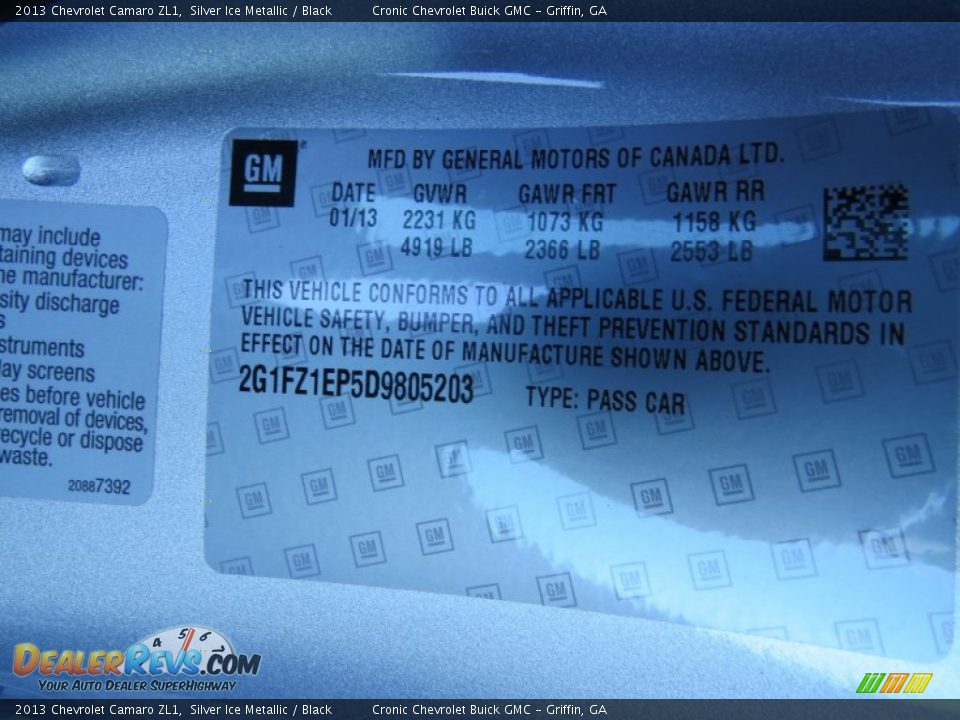 2013 Chevrolet Camaro ZL1, Silver Ice Metallic / Black Cronic Chevrolet Buick GMC - Griffin, GA
GM
MFD BY GENERAL MOTORS OF CANADA LTD.
DATE GVWR GAWR FRT GAWR RR
01/13 2231 KG 1073 KG 1158 KG
4919 LB 2366 LB 2553 LB
THIS VEHICLE CONFORMS TO ALL APPLICABLE U.S. FEDERAL MOTOR
VEHICLE SAFETY, BUMPER, AND THEFT PREVENTION STANDARDS IN
EFFECT ON THE DATE OF MANUFACTURE SHOWN ABOVE.
2G1FZ1EP5D9805203 TYPE: PASS CAR
may include
taining devices
he manufacturer:
sity discharge
s
struments
lay screens
es before vehicle
removal of devices,
recycle or dispose
waste.
20887392
4 5 6 7
DEALERREVS.COM
YOUR AUTO DEALER SUPERHIGHWAY
2013 Chevrolet Camaro ZL1, Silver Ice Metallic / Black Cronic Chevrolet Buick GMC - Griffin, GA